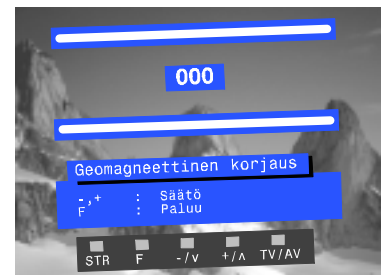 000
Geomagneettinen korjaus
-,+ : Säätö
F : Paluu
STR F -/v +/ʌ TV/AV